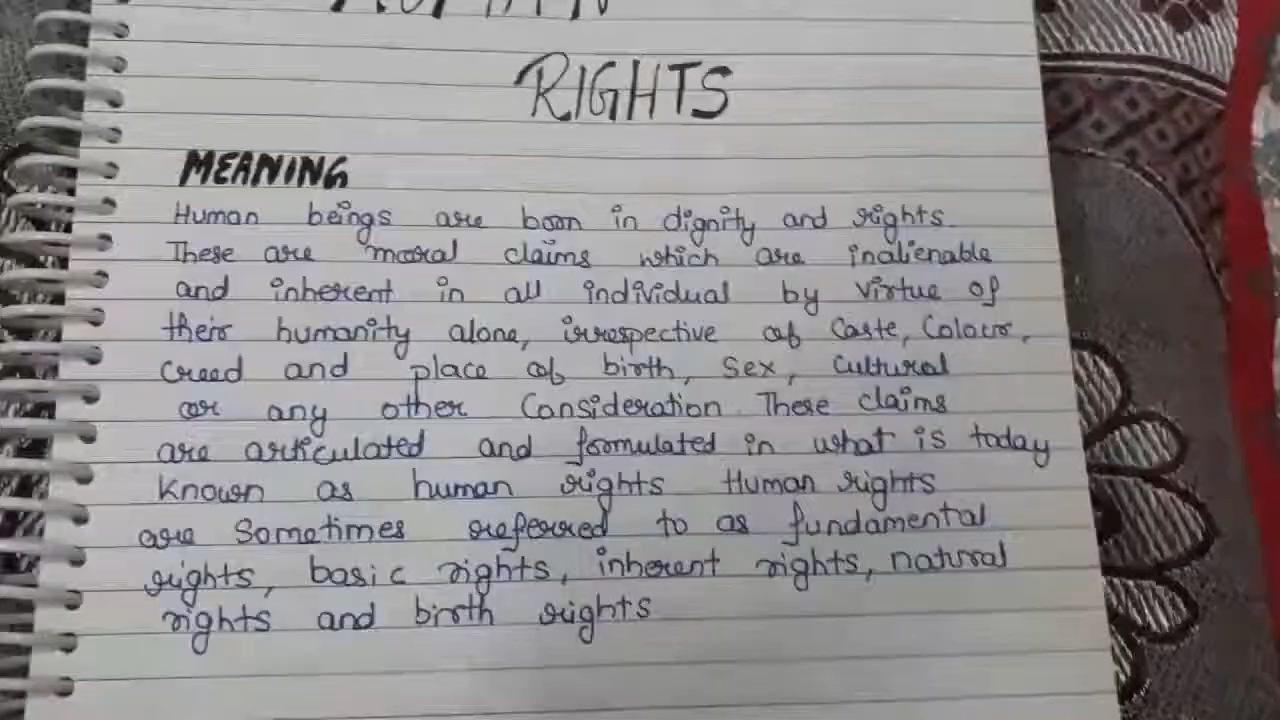 RIGHTS
MEANING
Human beings are born in dignity and rights.
These are moral claims which are inalienable
and inherent in all individual by virtue of
their humanity alone, irrespective of Caste, Colour,
Creed and place of birth, Sex, Cultural
or any other Consideration. These claims
are articulated and formulated in what is today
Known as human rights Human rights
are Sometimes referred to as fundamental
rights, basic rights, inherent rights, natural
rights and birth rights